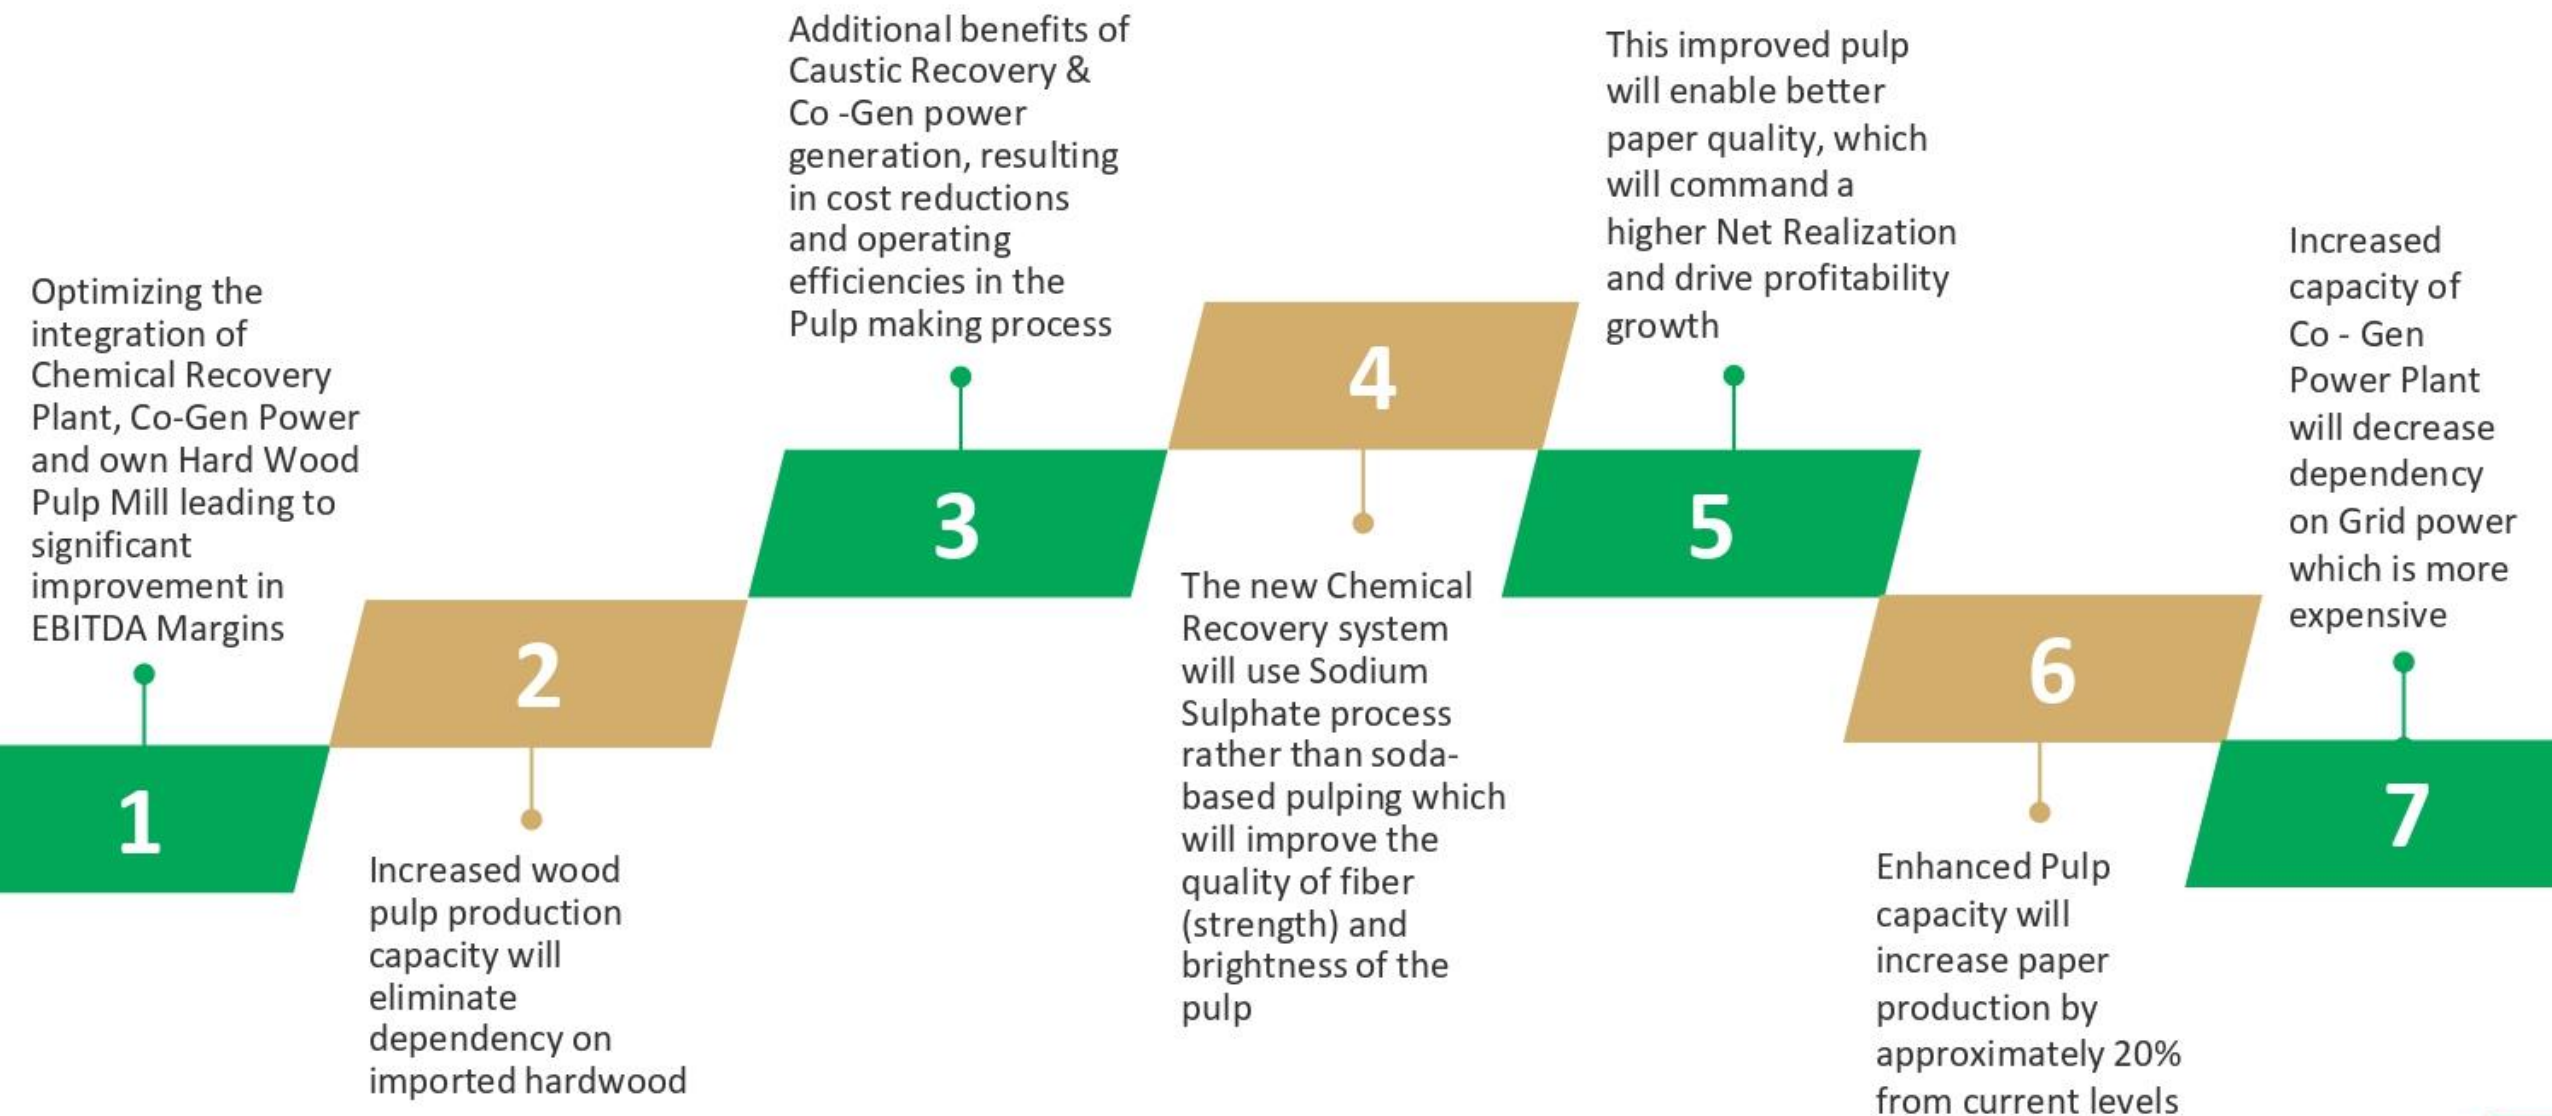 Optimizing the
integration of
Chemical Recovery
Plant, Co-Gen Power
and own Hard Wood
Pulp Mill leading to
significant
improvement in
EBITDA Margins
1
2
Increased wood
pulp production
capacity will
eliminate
dependency on
imported hardwood
Additional benefits of
Caustic Recovery &
Co -Gen power
generation, resulting
in cost reductions
and operating
efficiencies in the
Pulp making process
3
4
The new Chemical
Recovery system
will use Sodium
Sulphate process
rather than soda-
based pulping which
will improve the
quality of fiber
(strength) and
brightness of the
pulp
This improved pulp
will enable better
paper quality, which
will command a
higher Net Realization
and drive profitability
growth
5
6
Enhanced Pulp
capacity will
increase paper
production by
approximately 20%
from current levels
Increased
capacity of
Co - Gen
Power Plant
will decrease
dependency
on Grid power
which is more
expensive
7